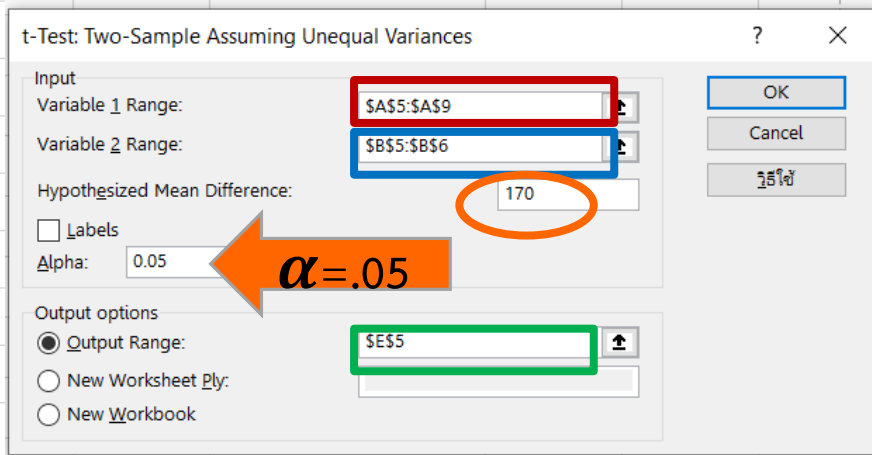 t-Test: Two-Sample Assuming Unequal Variances ? ×
Input
Variable 1 Range: $A$5:$A$9 OK
Variable 2 Range: $B$5:$B$6 Cancel
Hypothesized Mean Difference: 170 วิธีใช้
Labels
Alpha: 0.05 α=.05
Output options
Output Range: $E$5
New Worksheet Ply:
New Workbook